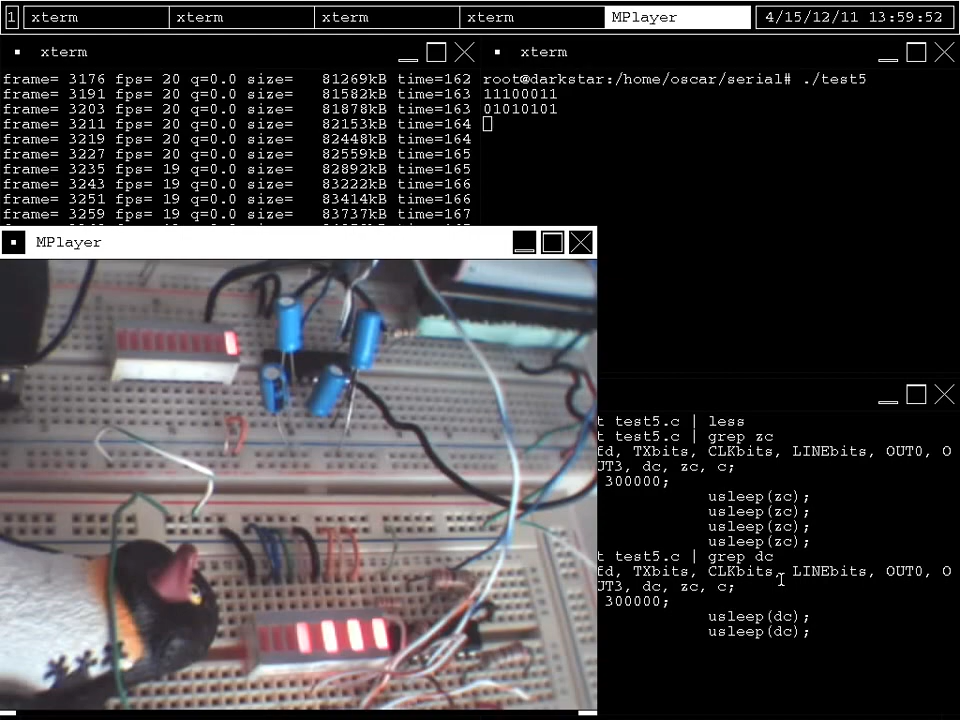 1 xterm xterm xterm xterm MPlayer 4/15/12/11 13:59:52
xterm
frame= 3176 fps= 20 q=0.0 size= 81269kB time=162
frame= 3191 fps= 20 q=0.0 size= 81582kB time=163
frame= 3203 fps= 20 q=0.0 size= 81878kB time=163
frame= 3211 fps= 20 q=0.0 size= 82153kB time=164
frame= 3219 fps= 20 q=0.0 size= 82448kB time=164
frame= 3227 fps= 20 q=0.0 size= 82559kB time=165
frame= 3235 fps= 19 q=0.0 size= 82892kB time=165
frame= 3243 fps= 19 q=0.0 size= 83222kB time=166
frame= 3251 fps= 19 q=0.0 size= 83414kB time=166
frame= 3259 fps= 19 q=0.0 size= 83737kB time=167
xterm
root@darkstar:/home/oscar/serial# ./test5
11100011
01010101
MPlayer
t test5.c | less
t test5.c | grep zc
fd, TXbits, CLKbits, LINEbits, OUT0, O
UT3, dc, zc, c;
300000;
usleep(zc);
usleep(zc);
usleep(zc);
usleep(zc);
t test5.c | grep dc
fd, TXbits, CLKbits, LINEbits, OUT0, O
UT3, dc, zc, c;
300000;
usleep(dc);
usleep(dc);